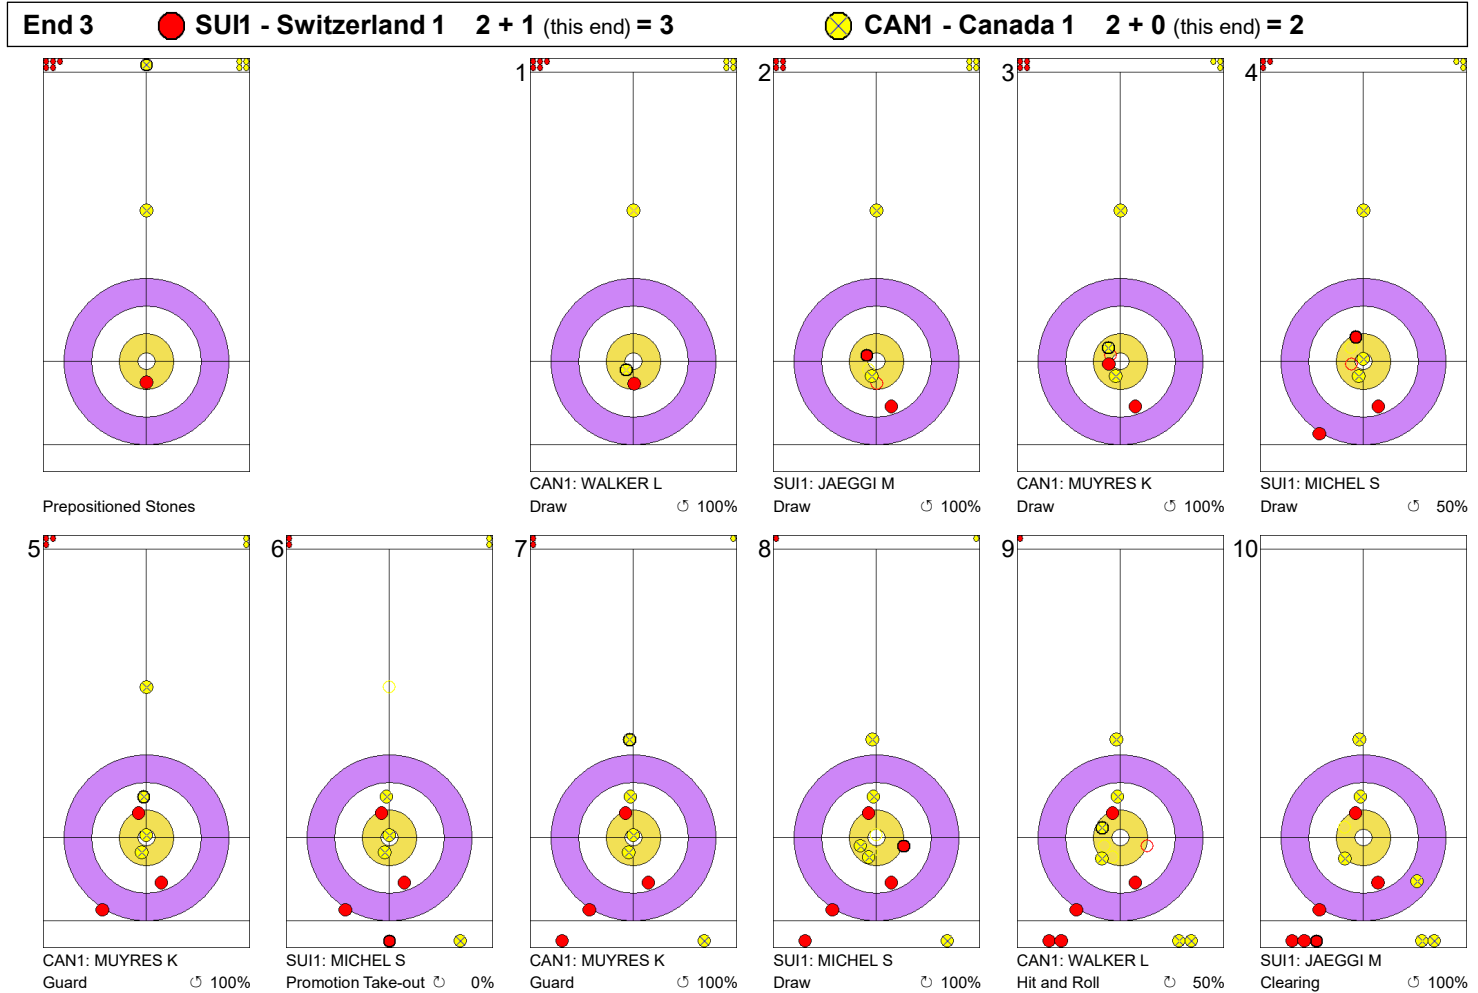 End 3 SUI1 - Switzerland 1 2 + 1 (this end) = 3 CAN1 - Canada 1 2 + 0 (this end) = 2
1 2 3 4
Prepositioned Stones
CAN1: WALKER L
Draw 100%
SUI1: JAEGGI M
Draw 100%
CAN1: MUYRES K
Draw 100%
SUI1: MICHEL S
Draw 50%
5 6 7 8 9 10
CAN1: MUYRES K
Guard 100%
SUI1: MICHEL S
Promotion Take-out 0%
CAN1: MUYRES K
Guard 100%
SUI1: MICHEL S
Draw 100%
CAN1: WALKER L
Hit and Roll 50%
SUI1: JAEGGI M
Clearing 100%